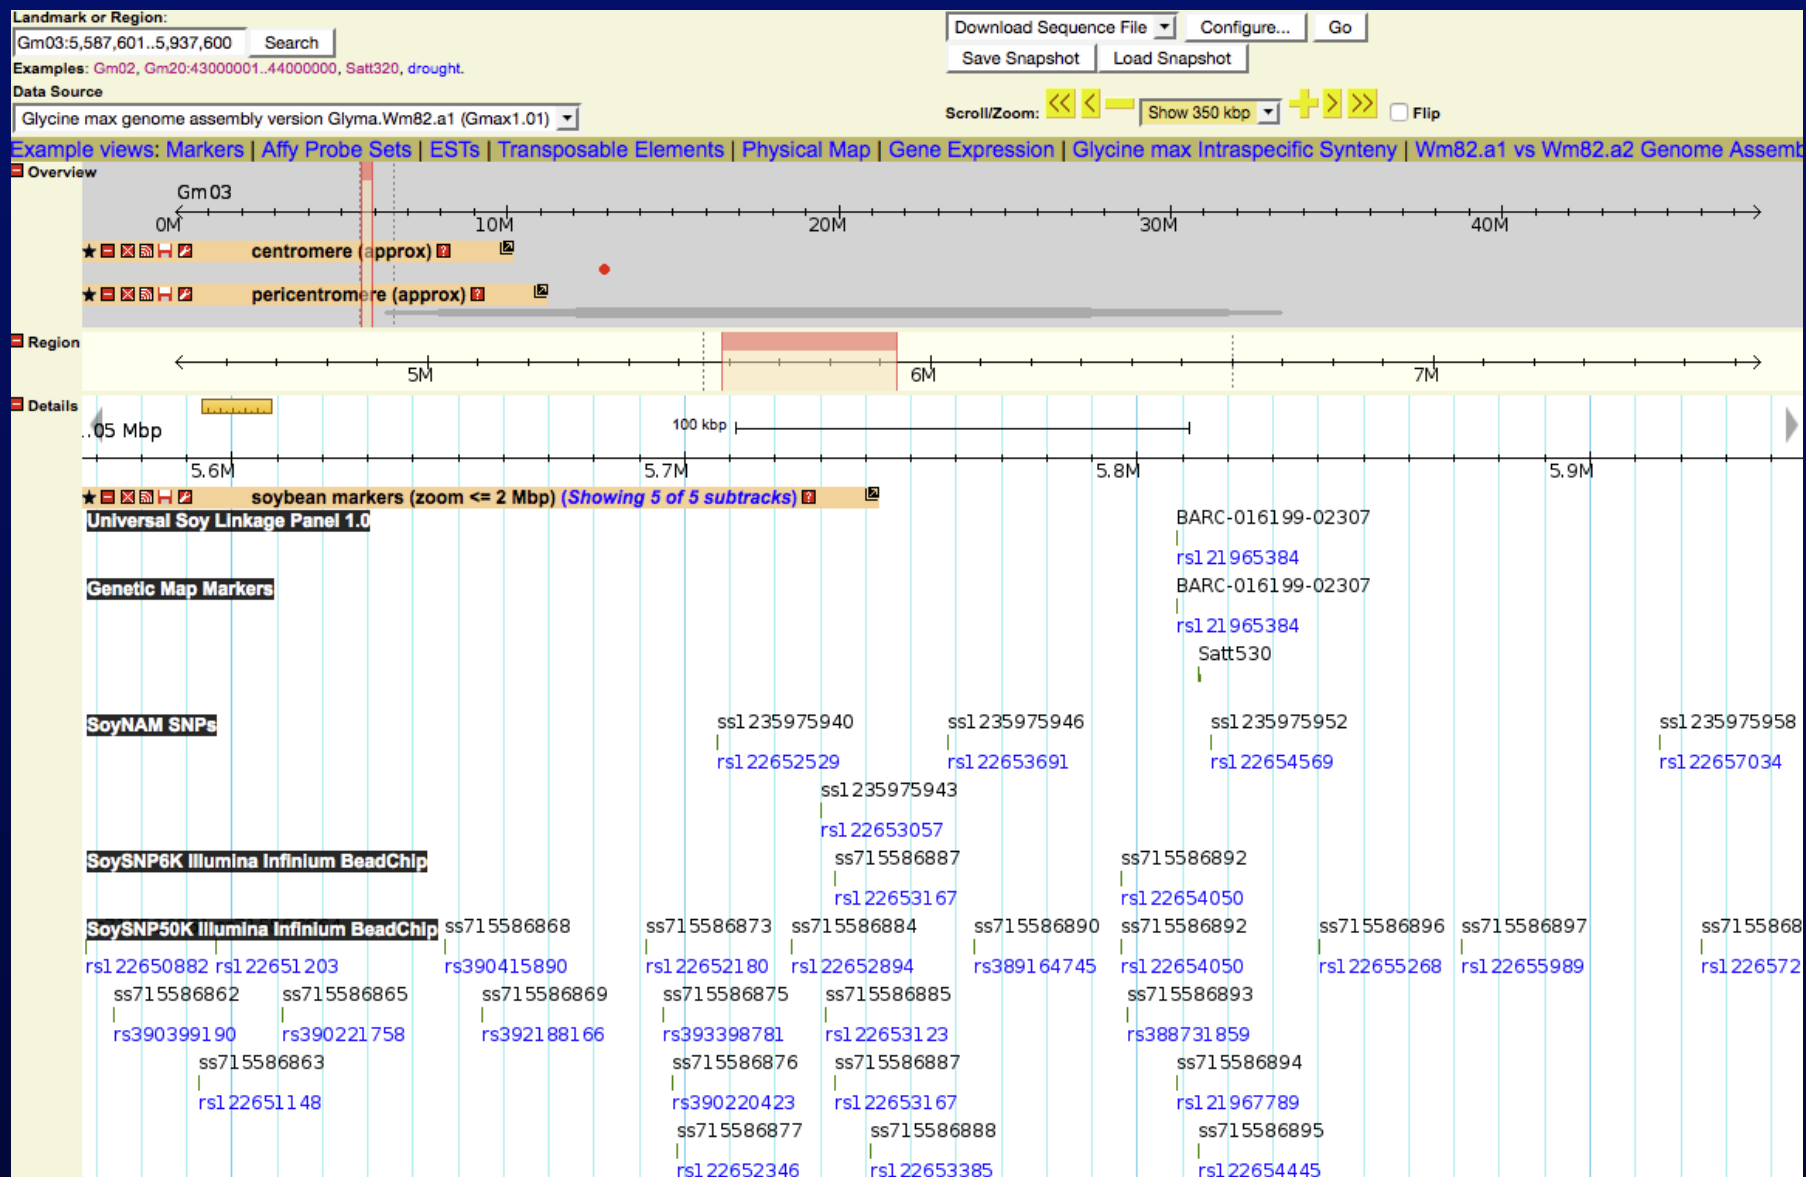 Landmark or Region:
Gm03:5,587,601..5,937,600 Search
Examples: Gm02, Gm20:43000001..44000000, Satt320, drought.
Data Source
Glycine max genome assembly version Glyma.Wm82.a1 (Gmax1.01)
Download Sequence File Configure... Go
Save Snapshot Load Snapshot
Scroll/Zoom: << < Show 350 kbp > >> Flip
Example views: Markers | Affy Probe Sets | ESTs | Transposable Elements | Physical Map | Gene Expression | Glycine max Intraspecific Synteny | Wm82.a1 vs Wm82.a2 Genome Assemb
Overview
Gm03
0M 10M 20M 30M 40M
centromere (approx) ?
pericentromere (approx) ?
Region
5M 6M 7M
Details
100 kbp
..05 Mbp
5.6M 5.7M 5.8M 5.9M
soybean markers (zoom <= 2 Mbp) (Showing 5 of 5 subtracks) ?
Universal Soy Linkage Panel 1.0 BARC-016199-02307
rs121965384
Genetic Map Markers BARC-016199-02307
rs121965384
Satt530
SoyNAM SNPs ss1235975940 ss1235975946 ss1235975952 ss1235975958
rs122652529 rs122653691 rs122654569 rs122657034
ss1235975943
rs122653057
SoySNP6K Illumina Infinium BeadChip ss715586887 ss715586892
rs122653167 rs122654050
SoySNP50K Illumina Infinium BeadChip ss715586868 ss715586873 ss715586884 ss715586890 ss715586892 ss715586896 ss715586897 ss7155868
rs122650882 rs122651203 rs390415890 rs122652180 rs122652894 rs389164745 rs122654050 rs122655268 rs122655989 rs1226572
ss715586862 ss715586865 ss715586869 ss715586875 ss715586885 ss715586893
rs390399190 rs390221758 rs392188166 rs393398781 rs122653123 rs388731859
ss715586863 ss715586876 ss715586887 ss715586894
rs122651148 rs390220423 rs122653167 rs121967789
ss715586877 ss715586888 ss715586895
rs122652346 rs122653385 rs122654445